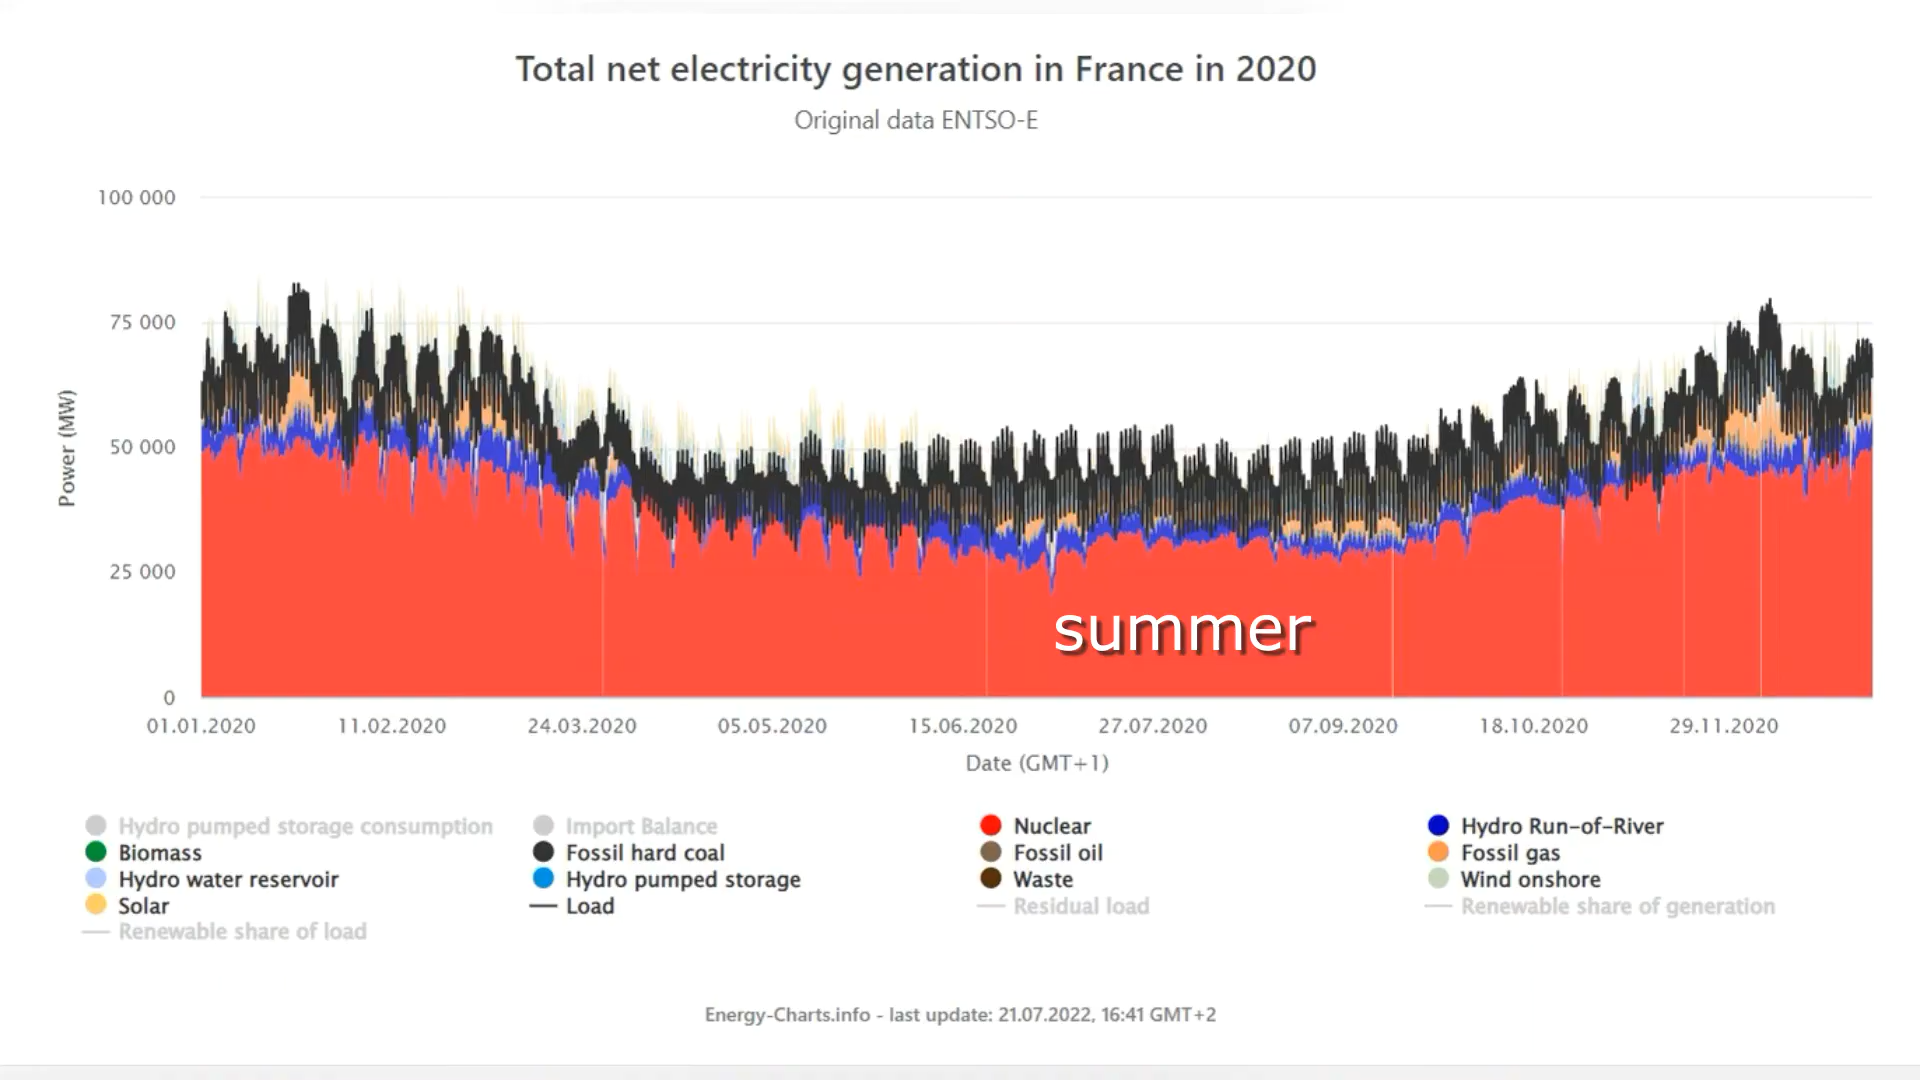 Total net electricity generation in France in 2020
Original data ENTSO-E
100 000
75 000
50 000
25 000
0
Power (MW)
summer
01.01.2020 11.02.2020 24.03.2020 05.05.2020 15.06.2020 27.07.2020 07.09.2020 18.10.2020 29.11.2020
Date (GMT+1)
Hydro pumped storage consumption Import Balance Nuclear Hydro Run-of-River
Biomass Fossil hard coal Fossil oil Fossil gas
Hydro water reservoir Hydro pumped storage Waste Wind onshore
Solar Load Residual load Renewable share of generation
Renewable share of load
Energy-Charts.info - last update: 21.07.2022, 16:41 GMT+2